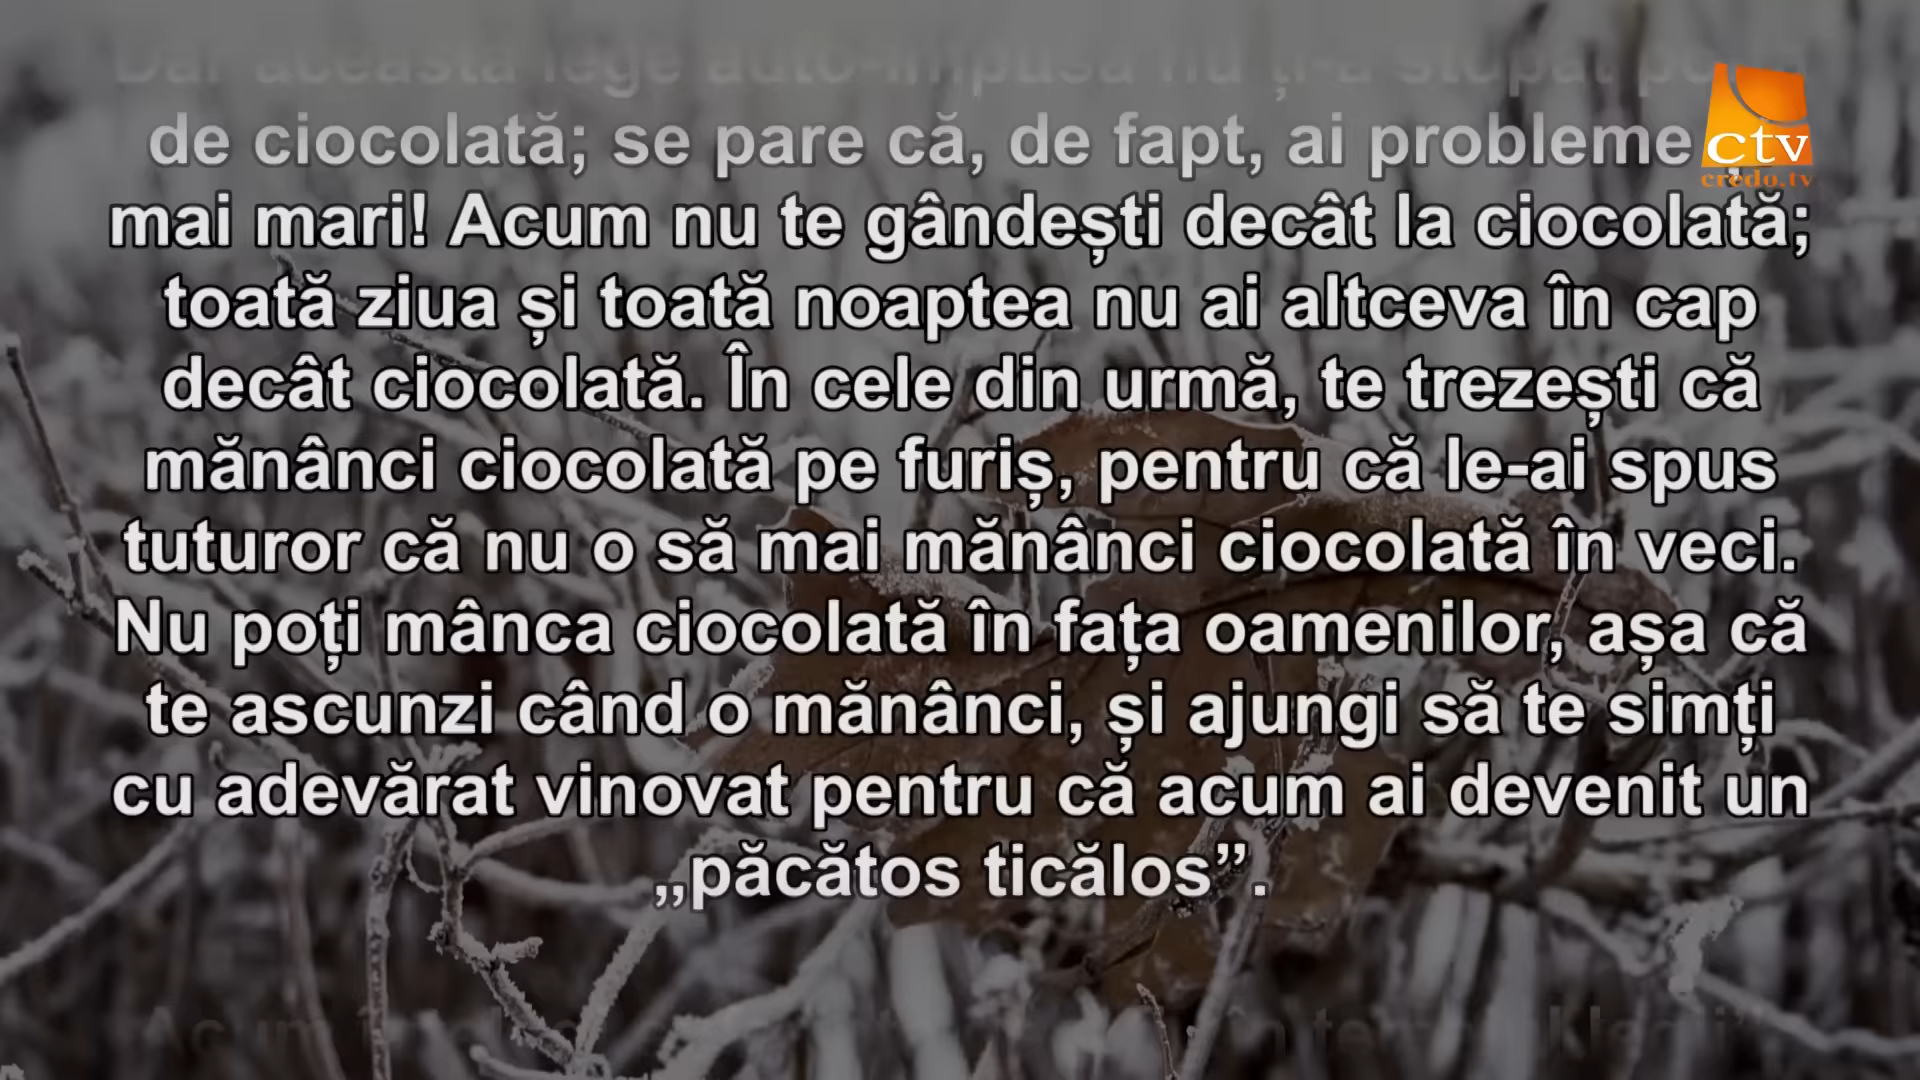 Dar această lege auto-impusă nu ți-a stopat
de ciocolată; se pare că, de fapt, ai probleme
mai mari! Acum nu te gândești decât la ciocolată;
toată ziua și toată noaptea nu ai altceva în cap
decât ciocolată. În cele din urmă, te trezești că
mănânci ciocolată pe furiș, pentru că le-ai spus
tuturor că nu o să mai mănânci ciocolată în veci.
Nu poți mânca ciocolată în fața oamenilor, așa că
te ascunzi când o mănânci, și ajungi să te simți
cu adevărat vinovat pentru că acum ai devenit un
„păcătos ticălos”.
Acum
ctv
credo.tv